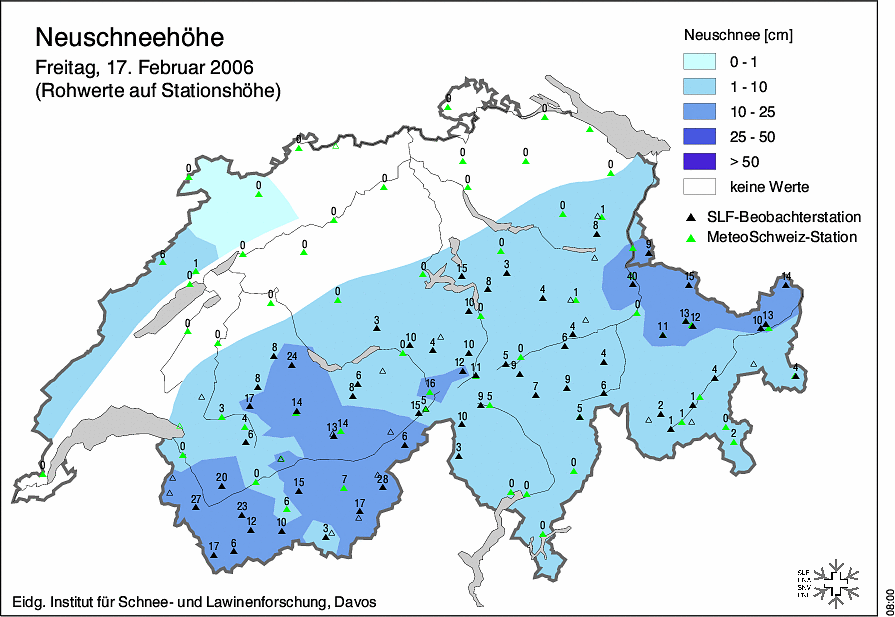 Neuschneehöhe
Freitag, 17. Februar 2006
(Rohwerte auf Stationshöhe)
Neuschnee [cm]
0 - 1
1 - 10
10 - 25
25 - 50
> 50
keine Werte
SLF-Beobachterstation
MeteoSchweiz-Station
0
0
0 0
0 0 0
0 0 0
0 0 1
8
0 0 0 9
6 1 0 0 15 3 40 15 14
0 0 8 4 1
10 0 0 13 12 10 13
0 0 3 11
8 24 10 4 0 10 4 6
0 5 9 4
8 6 12 11 4 4
8 16 7 9 6 1
17 14 15 5 9 5 5 2 1 1 0
3 4 13 14 10 2
6 6 3
0 0 0
20 15 7 28 0 0
27 23 6 17
12 10 3 0
17 6
Eidg. Institut für Schnee- und Lawinenforschung, Davos
SLF
08:00